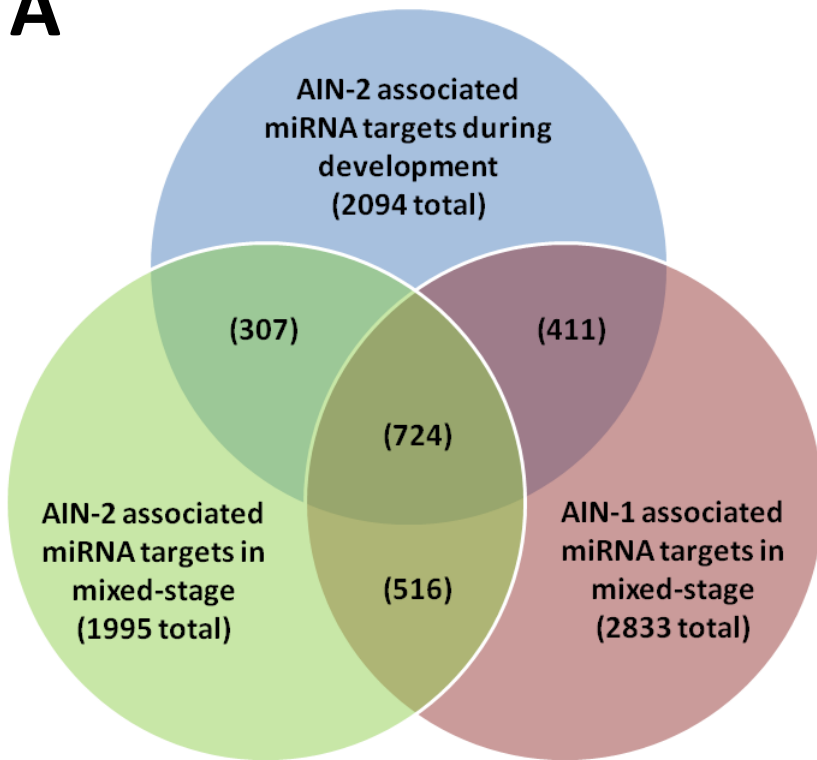 A
AIN-2 associated
miRNA targets during
development
(2094 total)
(307)
(411)
(724)
AIN-2 associated
miRNA targets in
mixed-stage
(1995 total)
(516)
AIN-1 associated
miRNA targets in
mixed-stage
(2833 total)